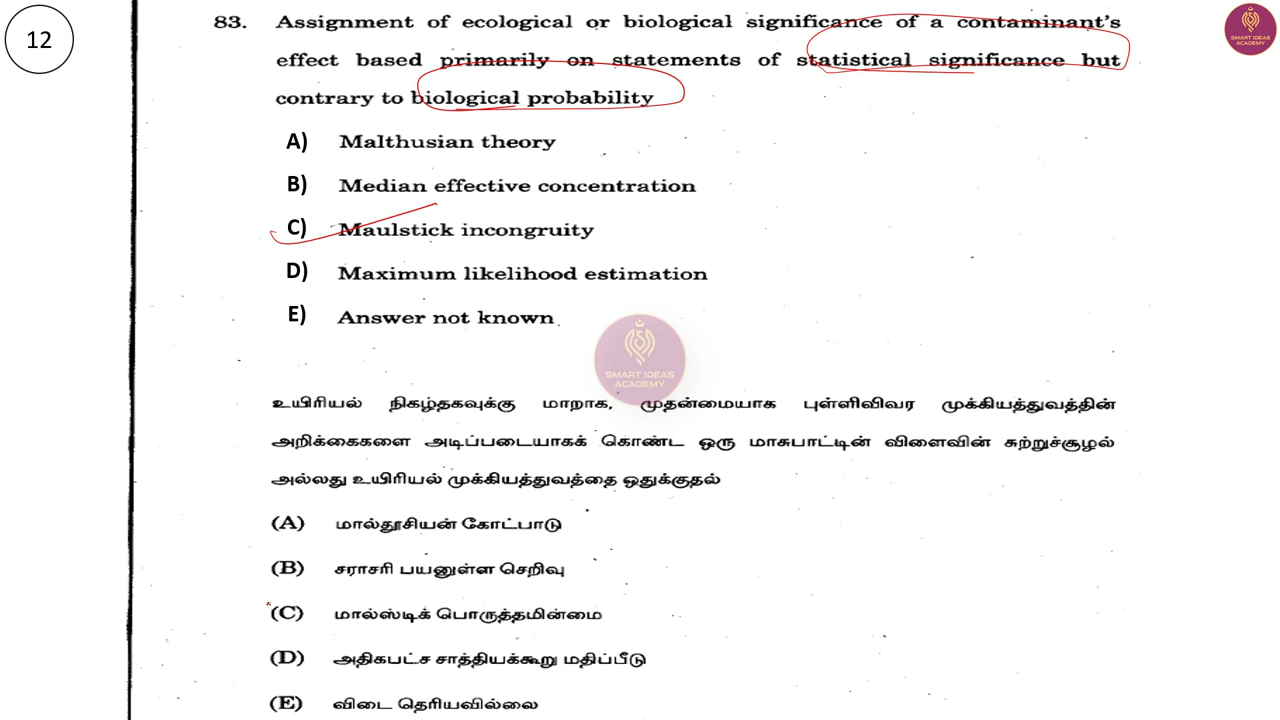 12
SMART IDEAS
ACADEMY
83. Assignment of ecological or biological significance of a contaminant's
effect based primarily on statements of statistical significance but
contrary to biological probability
A) Malthusian theory
B) Median effective concentration
C) Maulstick incongruity
D) Maximum likelihood estimation
E) Answer not known
SMART IDEAS
ACADEMY
உயிரியல் நிகழ்தகவுக்கு மாறாக, முதன்மையாக புள்ளிவிவர முக்கியத்துவத்தின்
அறிக்கைகளை அடிப்படையாகக் கொண்ட ஒரு மாசுபாட்டின் விளைவின் சுற்றுச்சூழல்
அல்லது உயிரியல் முக்கியத்துவத்தை ஒதுக்குதல்
(A) மால்தூசியன் கோட்பாடு
(B) சராசரி பயனுள்ள செறிவு
(C) மால்ஸ்டிக் பொருத்தமின்மை
(D) அதிகபட்ச சாத்தியக்கூறு மதிப்பீடு
(E) விடை தெரியவில்லை